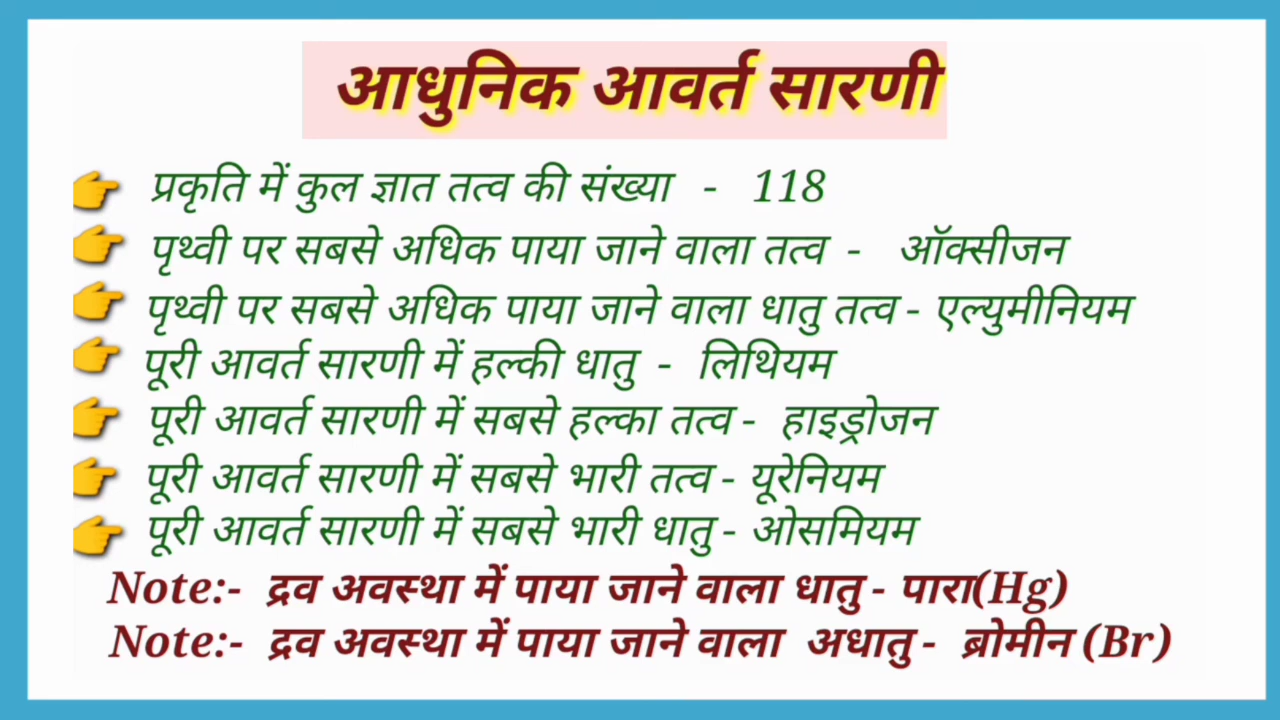 आधुनिक आवर्त सारणी
👉 प्रकृति में कुल ज्ञात तत्व की संख्या - 118
👉 पृथ्वी पर सबसे अधिक पाया जाने वाला तत्व - ऑक्सीजन
👉 पृथ्वी पर सबसे अधिक पाया जाने वाला धातु तत्व - एल्युमीनियम
👉 पूरी आवर्त सारणी में हल्की धातु - लिथियम
👉 पूरी आवर्त सारणी में सबसे हल्का तत्व - हाइड्रोजन
👉 पूरी आवर्त सारणी में सबसे भारी तत्व - यूरेनियम
👉 पूरी आवर्त सारणी में सबसे भारी धातु - ओसमियम
Note:- द्रव अवस्था में पाया जाने वाला धातु - पारा(Hg)
Note:- द्रव अवस्था में पाया जाने वाला अधातु - ब्रोमीन (Br)